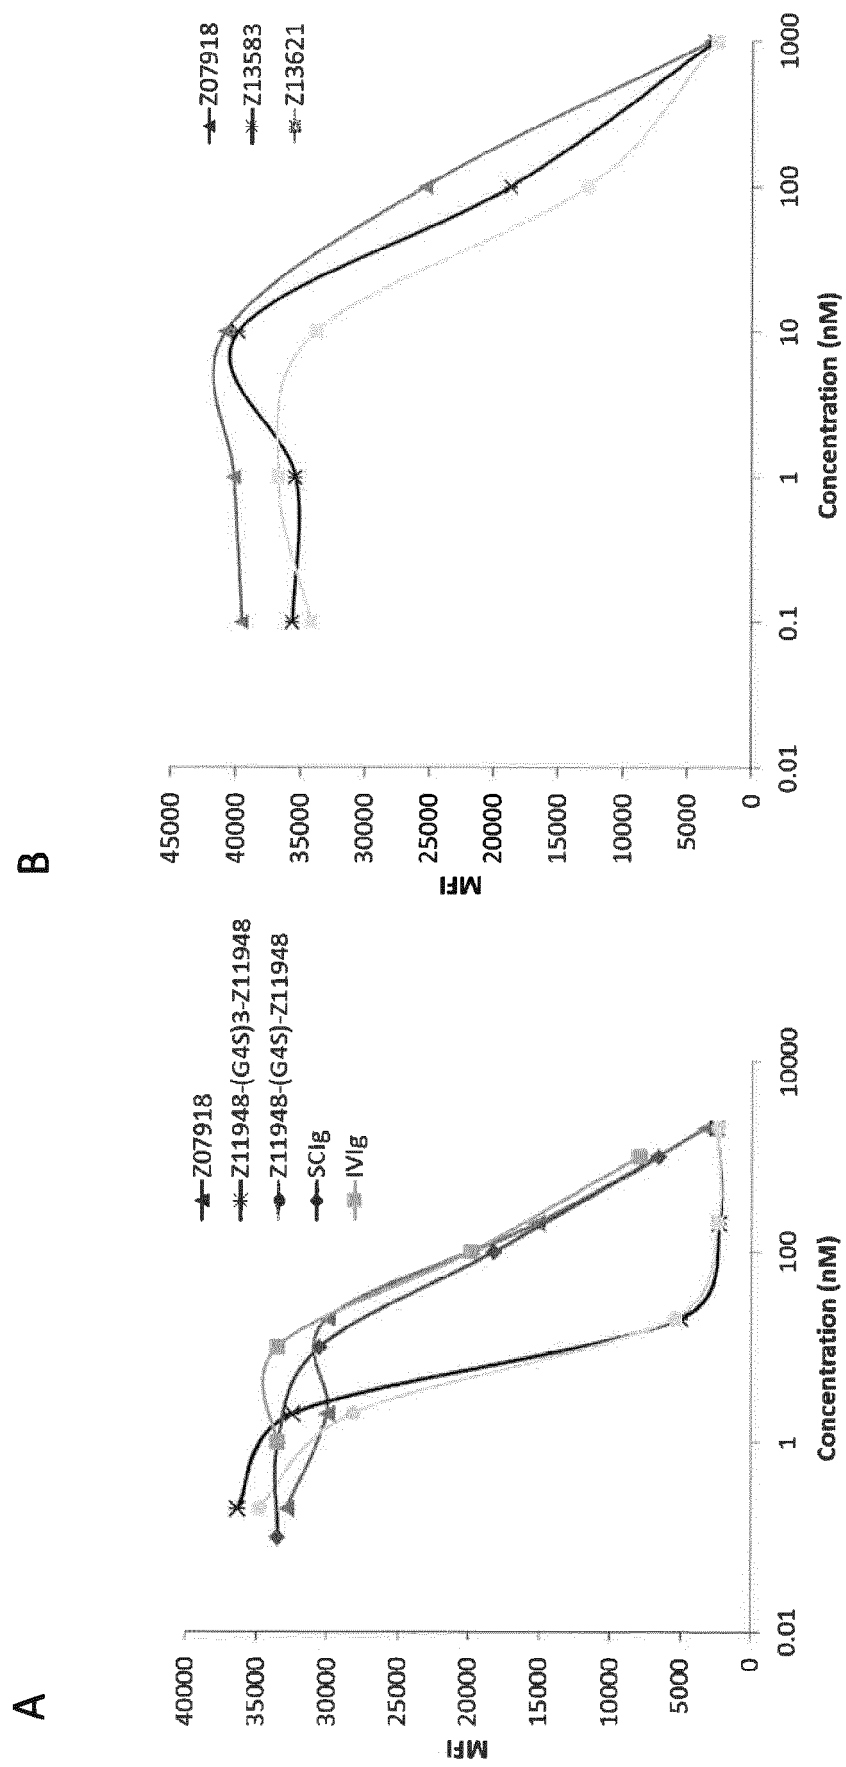 A
MFI
40000
35000
30000
25000
20000
15000
10000
5000
0
0.01
1
100
10000
Concentration (nM)
Z07918
Z11948-(G4S)3-Z11948
Z11948-(G4S)-Z11948
SCIg
IVIg
B
MFI
45000
40000
35000
30000
25000
20000
15000
10000
5000
0
0.01
0.1
1
10
100
1000
Concentration (nM)
Z07918
Z13583
Z13621